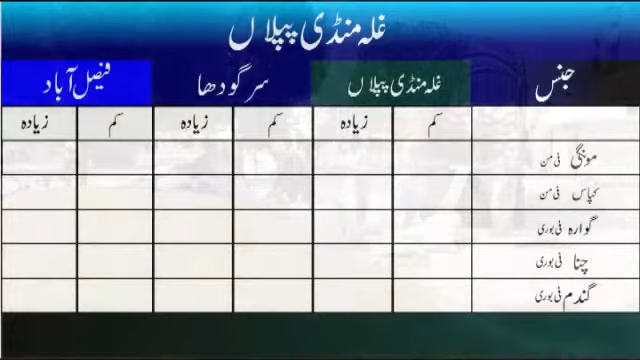 غلہ منڈی پپلاں
جنس غلہ منڈی پپلاں سرگودھا فیصل آباد
کم زیادہ کم زیادہ کم زیادہ
مونگی فی من
کپاس فی من
گوارہ فی بوری
چنا فی بوری
گندم فی بوری